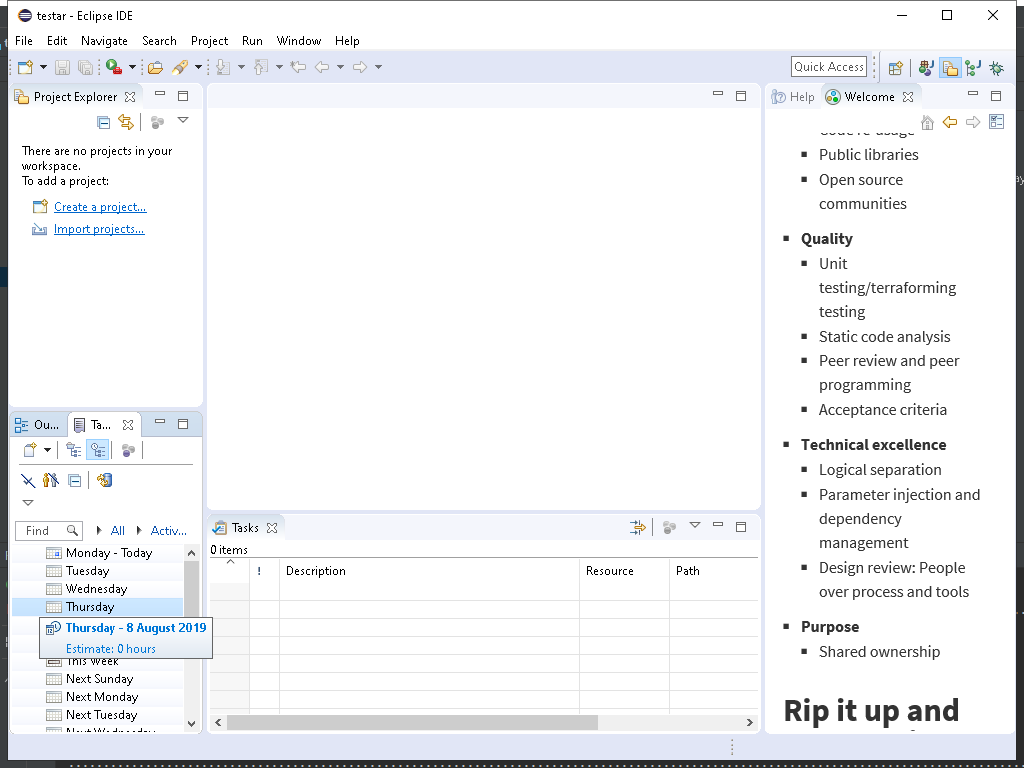 testar - Eclipse IDE
File Edit Navigate Search Project Run Window Help
Quick Access
Project Explorer
There are no projects in your
workspace.
To add a project:
Create a project...
Import projects...
Ou...
Ta...
Find
All
Activ...
Monday - Today
Tuesday
Wednesday
Thursday
Thursday - 8 August 2019
Estimate: 0 hours
This Week
Next Sunday
Next Monday
Next Tuesday
Next Wednesday
Tasks
0 items
! Description Resource Path
Help
Welcome
Code re-usage
Public libraries
Open source
communities
Quality
Unit
testing/terraforming
testing
Static code analysis
Peer review and peer
programming
Acceptance criteria
Technical excellence
Logical separation
Parameter injection and
dependency
management
Design review: People
over process and tools
Purpose
Shared ownership
Rip it up and